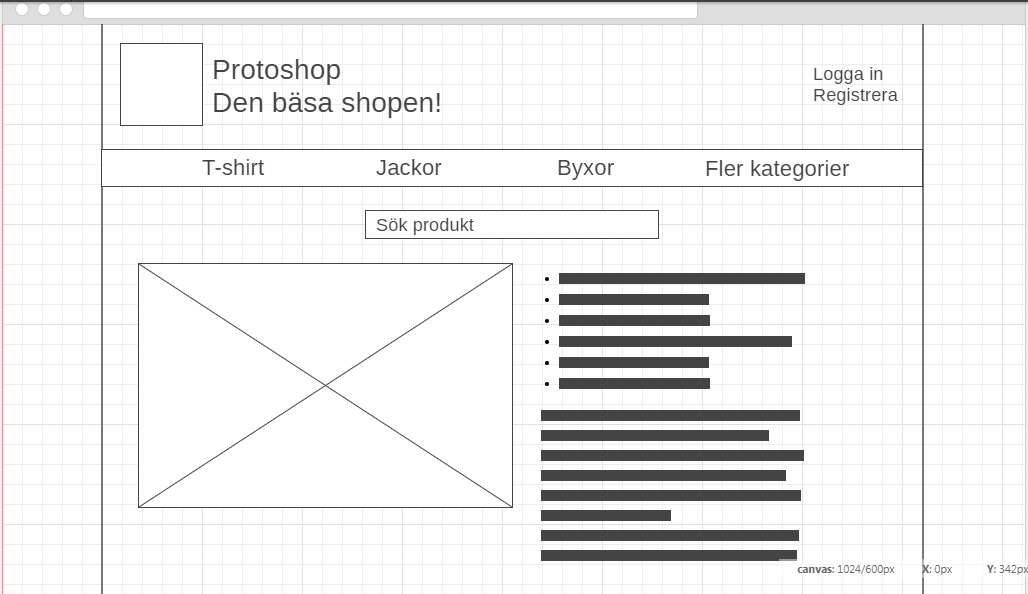 Protoshop
Den bäsa shopen!
Logga in
Registrera
T-shirt Jackor Byxor Fler kategorier
Sök produkt
canvas: 1024/600px X: 0px Y: 342px